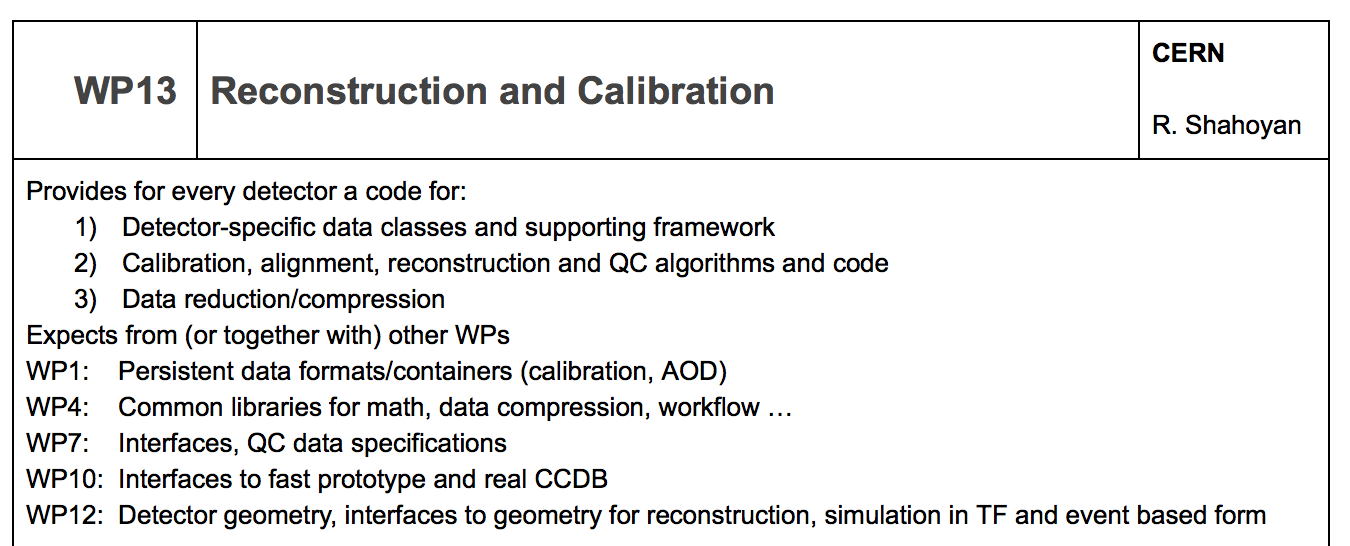 WP13
Reconstruction and Calibration
CERN
R. Shahoyan
Provides for every detector a code for:
1) Detector-specific data classes and supporting framework
2) Calibration, alignment, reconstruction and QC algorithms and code
3) Data reduction/compression
Expects from (or together with) other WPs
WP1: Persistent data formats/containers (calibration, AOD)
WP4: Common libraries for math, data compression, workflow …
WP7: Interfaces, QC data specifications
WP10: Interfaces to fast prototype and real CCDB
WP12: Detector geometry, interfaces to geometry for reconstruction, simulation in TF and event based form